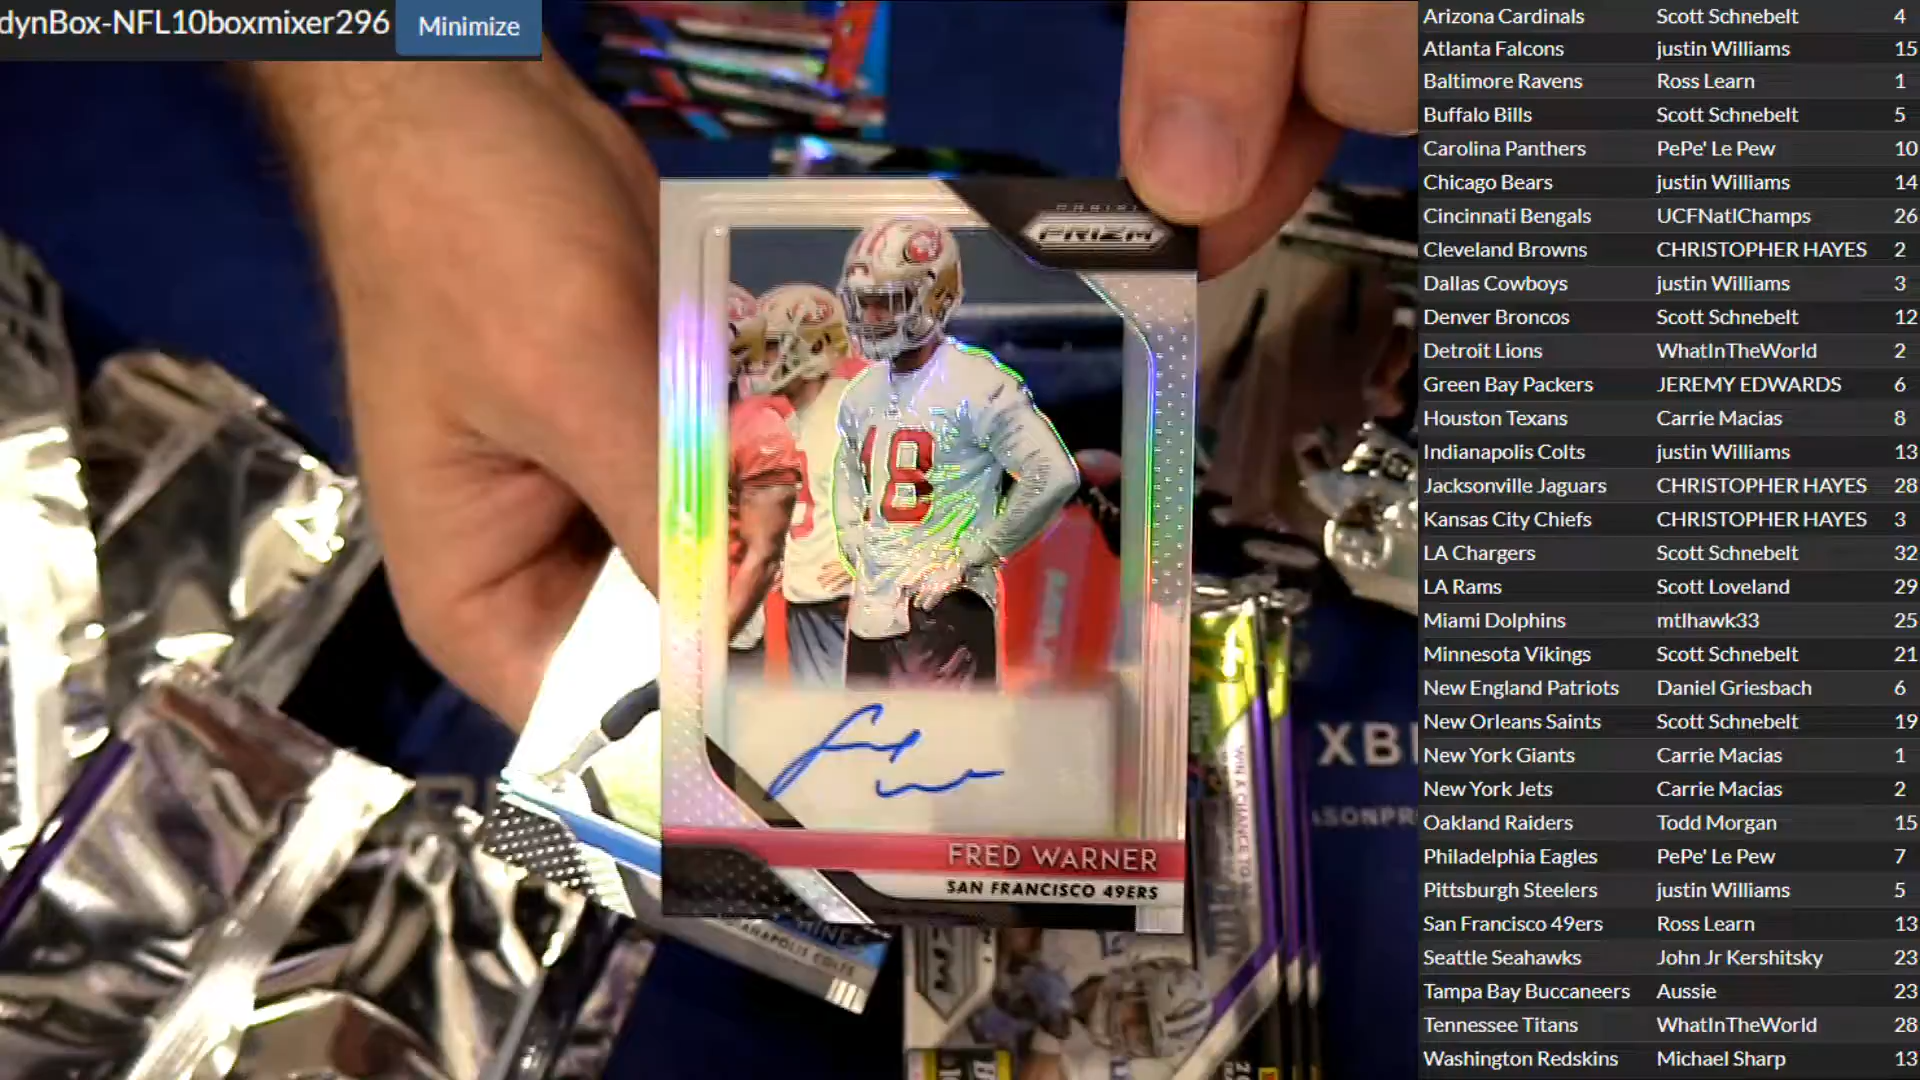 dynBox-NFL10boxmixer296
Minimize
PANINI
PRIZM
18
FRED WARNER
SAN FRANCISCO 49ERS
INDIANAPOLIS COLTS
WIN A CHANCE TO
XB
Arizona Cardinals Scott Schnebelt 4
Atlanta Falcons justin Williams 15
Baltimore Ravens Ross Learn 1
Buffalo Bills Scott Schnebelt 5
Carolina Panthers PePe' Le Pew 10
Chicago Bears justin Williams 14
Cincinnati Bengals UCFNatlChamps 26
Cleveland Browns CHRISTOPHER HAYES 2
Dallas Cowboys justin Williams 3
Denver Broncos Scott Schnebelt 12
Detroit Lions WhatInTheWorld 2
Green Bay Packers JEREMY EDWARDS 6
Houston Texans Carrie Macias 8
Indianapolis Colts justin Williams 13
Jacksonville Jaguars CHRISTOPHER HAYES 28
Kansas City Chiefs CHRISTOPHER HAYES 3
LA Chargers Scott Schnebelt 32
LA Rams Scott Loveland 29
Miami Dolphins mtlhawk33 25
Minnesota Vikings Scott Schnebelt 21
New England Patriots Daniel Griesbach 6
New Orleans Saints Scott Schnebelt 19
New York Giants Carrie Macias 1
New York Jets Carrie Macias 2
Oakland Raiders Todd Morgan 15
Philadelphia Eagles PePe' Le Pew 7
Pittsburgh Steelers justin Williams 5
San Francisco 49ers Ross Learn 13
Seattle Seahawks John Jr Kershitsky 23
Tampa Bay Buccaneers Aussie 23
Tennessee Titans WhatInTheWorld 28
Washington Redskins Michael Sharp 13